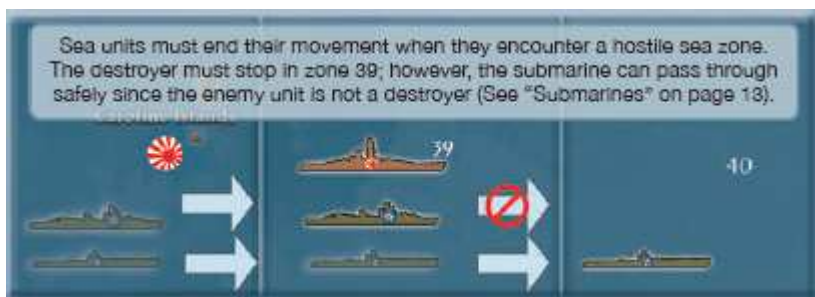 Sea units must end their movement when they encounter a hostile sea zone.
The destroyer must stop in zone 39; however, the submarine can pass through
safely since the enemy unit is not a destroyer (See "Submarines" on page 13).
39
40